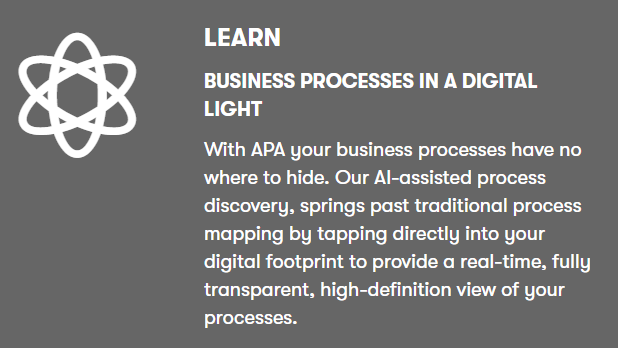 LEARN
BUSINESS PROCESSES IN A DIGITAL
LIGHT
With APA your business processes have no
where to hide. Our AI-assisted process
discovery, springs past traditional process
mapping by tapping directly into your
digital footprint to provide a real-time, fully
transparent, high-definition view of your
processes.